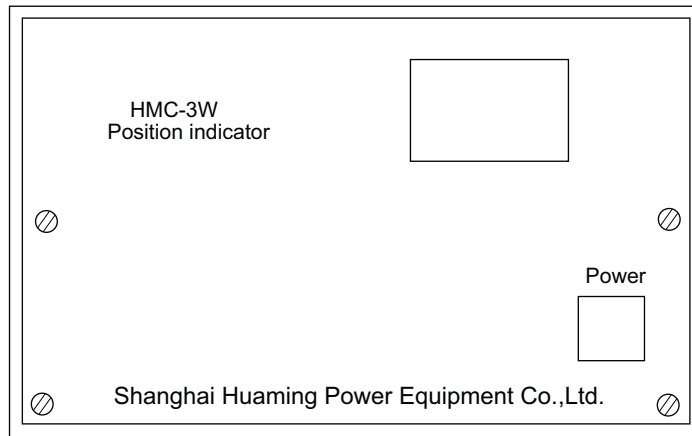 HMC-3W
Position indicator
Power
Shanghai Huaming Power Equipment Co.,Ltd.